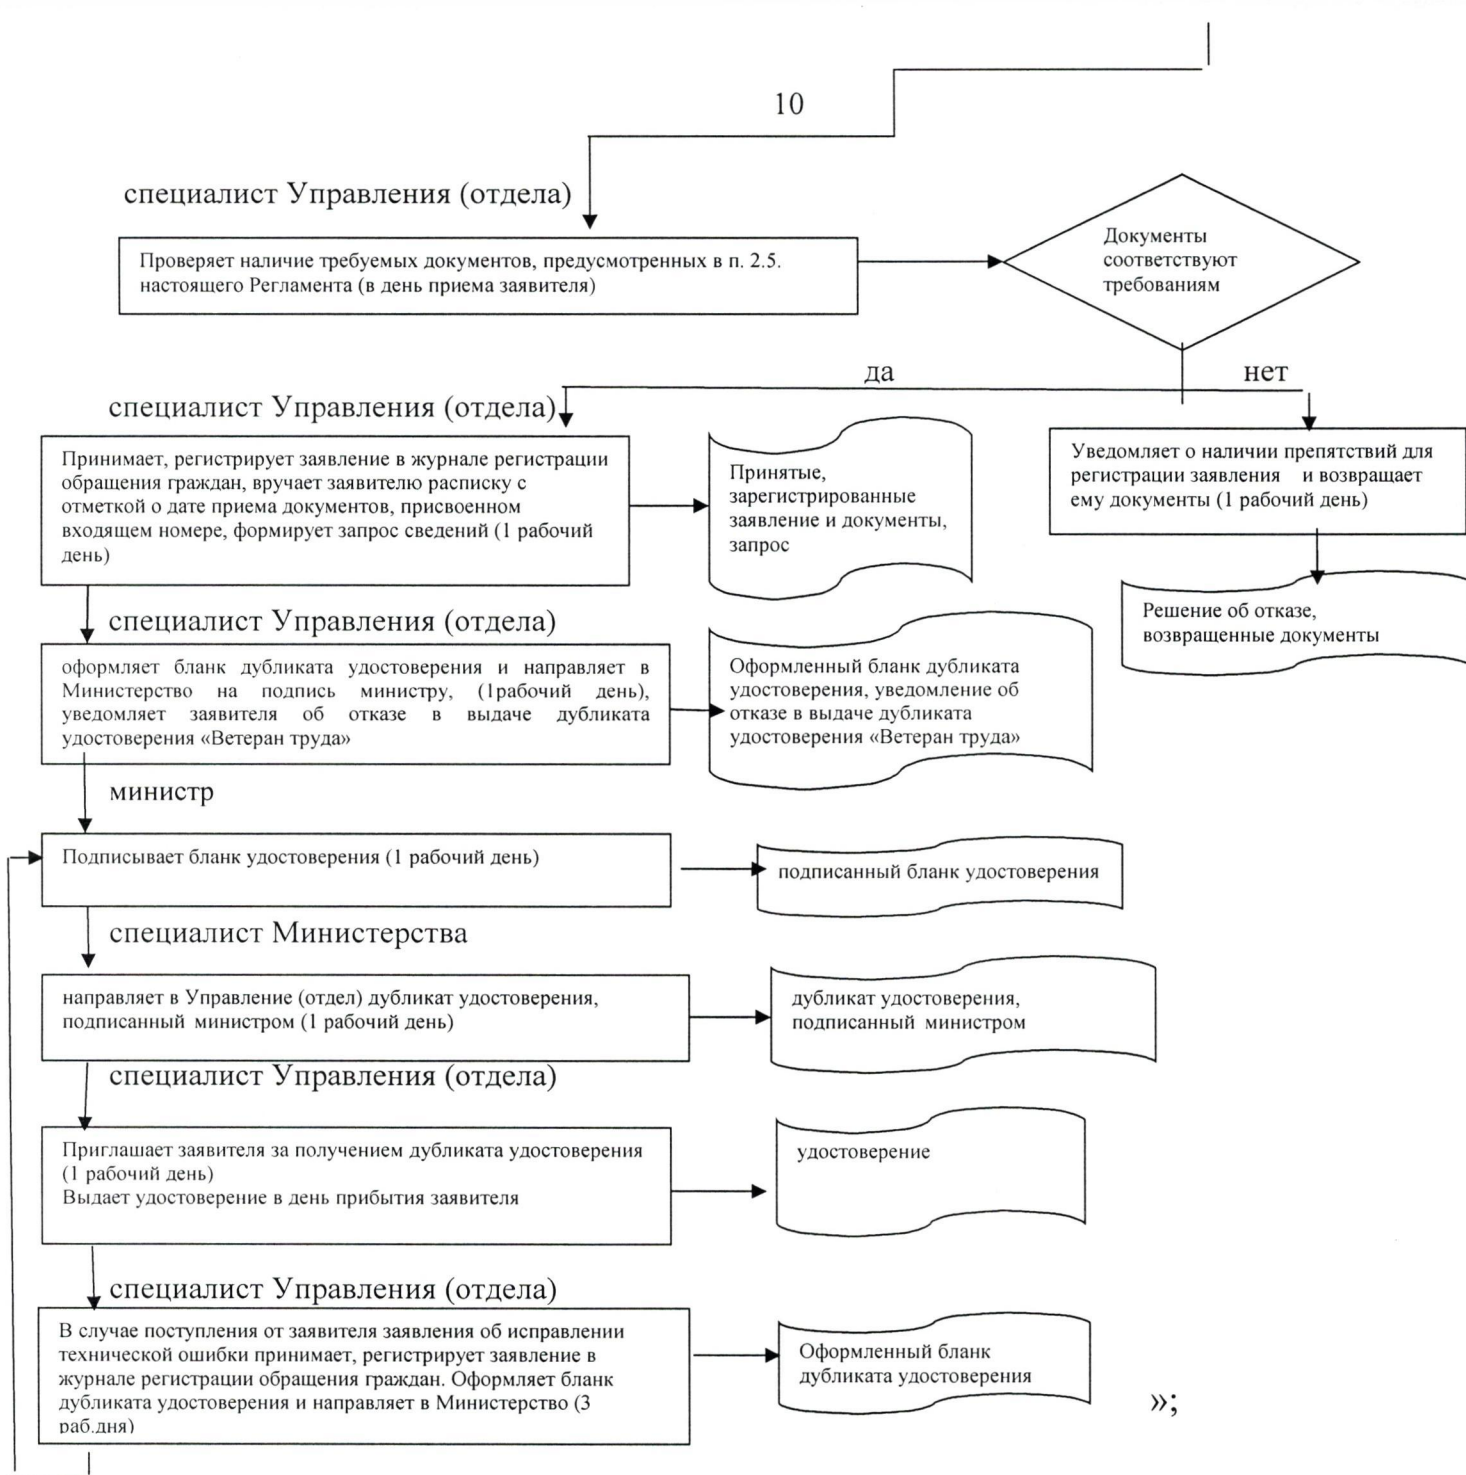 10
специалист Управления (отдела)
Проверяет наличие требуемых документов, предусмотренных в п. 2.5.
настоящего Регламента (в день приема заявителя)
Документы
соответствуют
требованиям
да
нет
специалист Управления (отдела)
Принимает, регистрирует заявление в журнале регистрации
обращения граждан, вручает заявителю расписку с
отметкой о дате приема документов, присвоенном
входящем номере, формирует запрос сведений (1 рабочий
день)
Принятые,
зарегистрированные
заявление и документы,
запрос
Уведомляет о наличии препятствий для
регистрации заявления и возвращает
ему документы (1 рабочий день)
Решение об отказе,
возвращенные документы
специалист Управления (отдела)
оформляет бланк дубликата удостоверения и направляет в
Министерство на подпись министру, (1рабочий день),
уведомляет заявителя об отказе в выдаче дубликата
удостоверения «Ветеран труда»
Оформленный бланк дубликата
удостоверения, уведомление об
отказе в выдаче дубликата
удостоверения «Ветеран труда»
министр
Подписывает бланк удостоверения (1 рабочий день)
подписанный бланк удостоверения
специалист Министерства
направляет в Управление (отдел) дубликат удостоверения,
подписанный министром (1 рабочий день)
дубликат удостоверения,
подписанный министром
специалист Управления (отдела)
Приглашает заявителя за получением дубликата удостоверения
(1 рабочий день)
Выдает удостоверение в день прибытия заявителя
удостоверение
специалист Управления (отдела)
В случае поступления от заявителя заявления об исправлении
технической ошибки принимает, регистрирует заявление в
журнале регистрации обращения граждан. Оформляет бланк
дубликата удостоверения и направляет в Министерство (3
раб.дня)
Оформленный бланк
дубликата удостоверения
»;